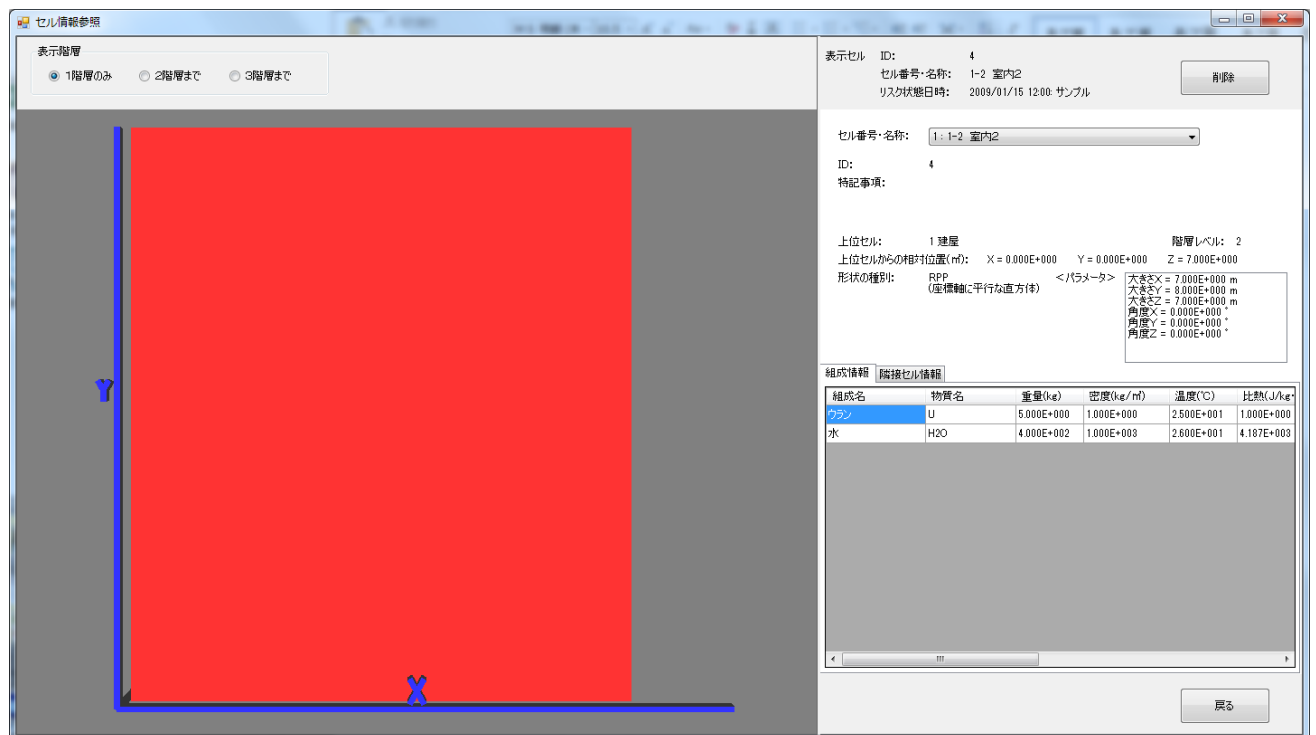 セル情報参照
表示階層
1階層のみ 2階層まで 3階層まで
表示セル ID: 4
セル番号・名称: 1-2 室内2
リスク状態日時: 2009/01/15 12:00: サンプル
削除
セル番号・名称: 1 : 1-2 室内2
ID: 4
特記事項:
上位セル: 1 建屋 階層レベル: 2
上位セルからの相対位置(㎥): X = 0.000E+000 Y = 0.000E+000 Z = 7.000E+000
形状の種別: RPP <パラメータ>
(座標軸に平行な直方体)
大きさX = 7.000E+000 m
大きさY = 8.000E+000 m
大きさZ = 7.000E+000 m
角度X = 0.000E+000 °
角度Y = 0.000E+000 °
角度Z = 0.000E+000 °
組成情報 隣接セル情報
組成名 物質名 重量(kg) 密度(kg/㎥) 温度(℃) 比熱(J/kg・
ウラン U 5.000E+000 1.000E+000 2.500E+001 1.000E+000
水 H2O 4.000E+002 1.000E+003 2.600E+001 4.187E+003
Y
X
戻る